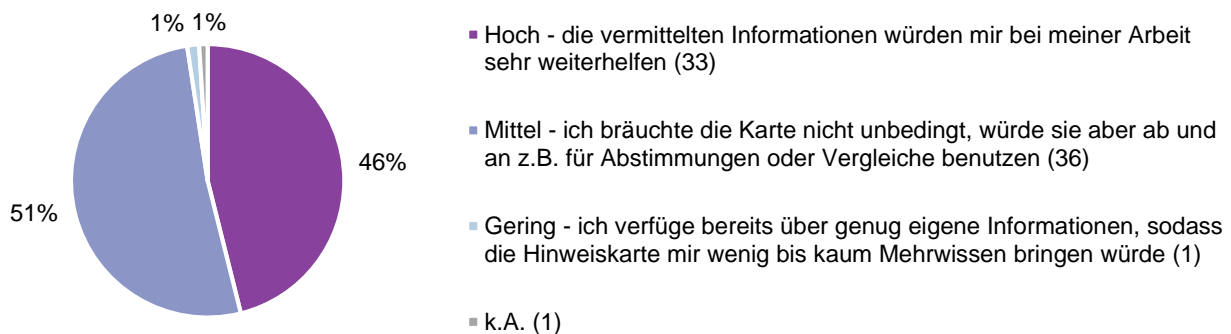 1%
1%
46%
51%
Hoch - die vermittelten Informationen würden mir bei meiner Arbeit
sehr weiterhelfen (33)
Mittel - ich bräuchte die Karte nicht unbedingt, würde sie aber ab und
an z.B. für Abstimmungen oder Vergleiche benutzen (36)
Gering - ich verfüge bereits über genug eigene Informationen, sodass
die Hinweiskarte mir wenig bis kaum Mehrwissen bringen würde (1)
k.A. (1)